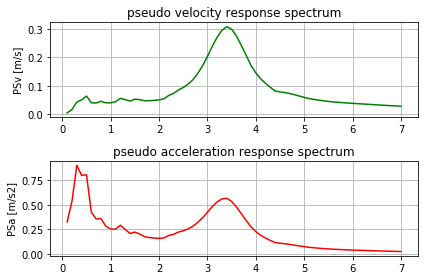 pseudo velocity response spectrum
PSv [m/s]
0.3
0.2
0.1
0.0
0 1 2 3 4 5 6 7
pseudo acceleration response spectrum
PSa [m/s2]
0.75
0.50
0.25
0.00
0 1 2 3 4 5 6 7